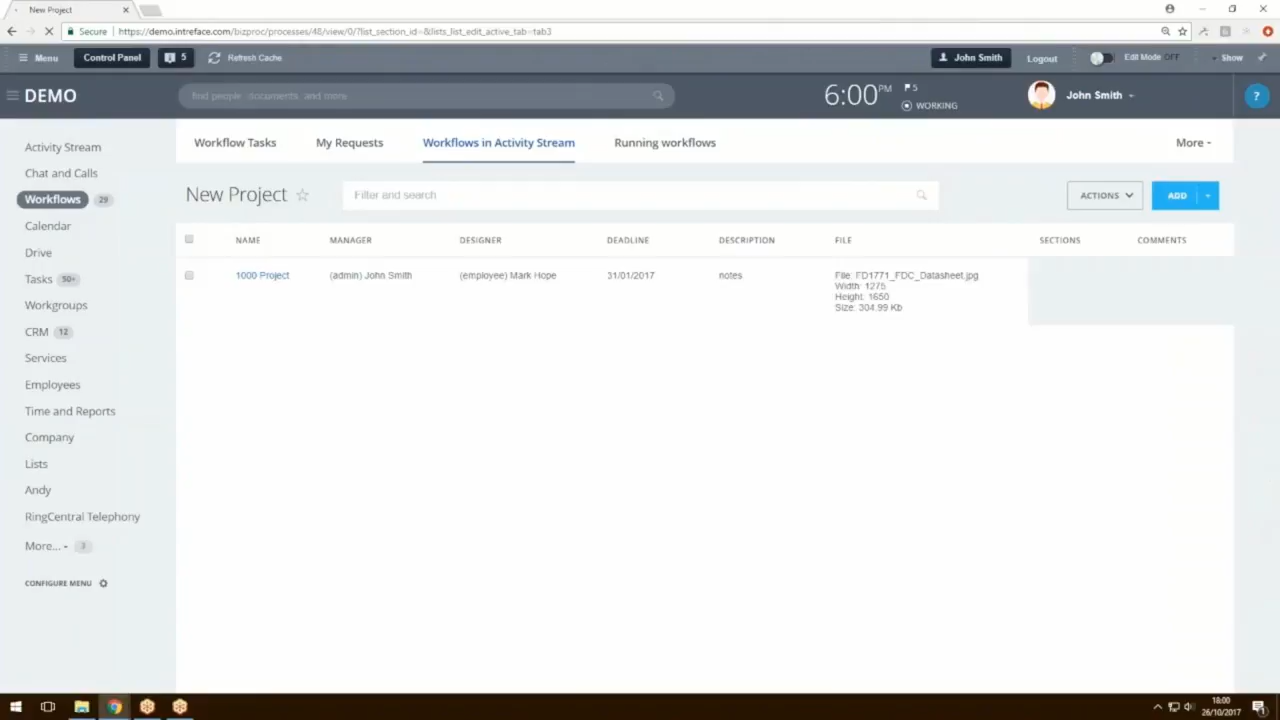 New Project
Secure
https://demo.intreface.com/bizproc/processes/48/view/0/?list_section_id=&lists_list_edit_active_tab=tab3
Menu
Control Panel
5
Refresh Cache
John Smith
Logout
Edit Mode OFF
Show
DEMO
find people, documents, and more
6:00 PM
5
WORKING
John Smith
?
Activity Stream
Chat and Calls
Workflows 29
Calendar
Drive
Tasks 50+
Workgroups
CRM 12
Services
Employees
Time and Reports
Company
Lists
Andy
RingCentral Telephony
More... 3
CONFIGURE MENU
Workflow Tasks
My Requests
Workflows in Activity Stream
Running workflows
More
New Project
Filter and search
ACTIONS
ADD
NAME
MANAGER
DESIGNER
DEADLINE
DESCRIPTION
FILE
SECTIONS
COMMENTS
1000 Project
(admin) John Smith
(employee) Mark Hope
31/01/2017
notes
File: FD1771_FDC_Datasheet.jpg
Width: 1275
Height: 1650
Size: 304.99 Kb
18:00
26/10/2017
1